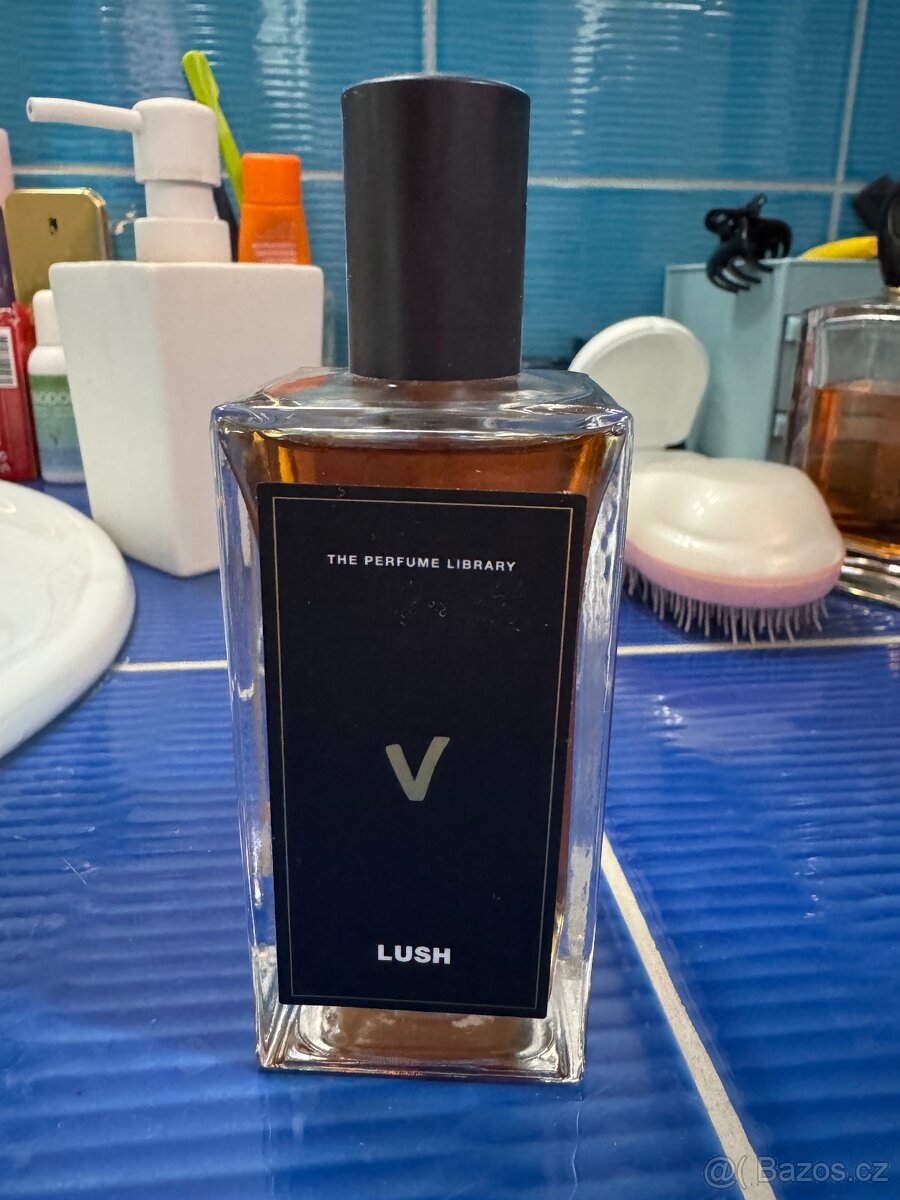 THE PERFUME LIBRARY
V
LUSH
@( Bazos.cz